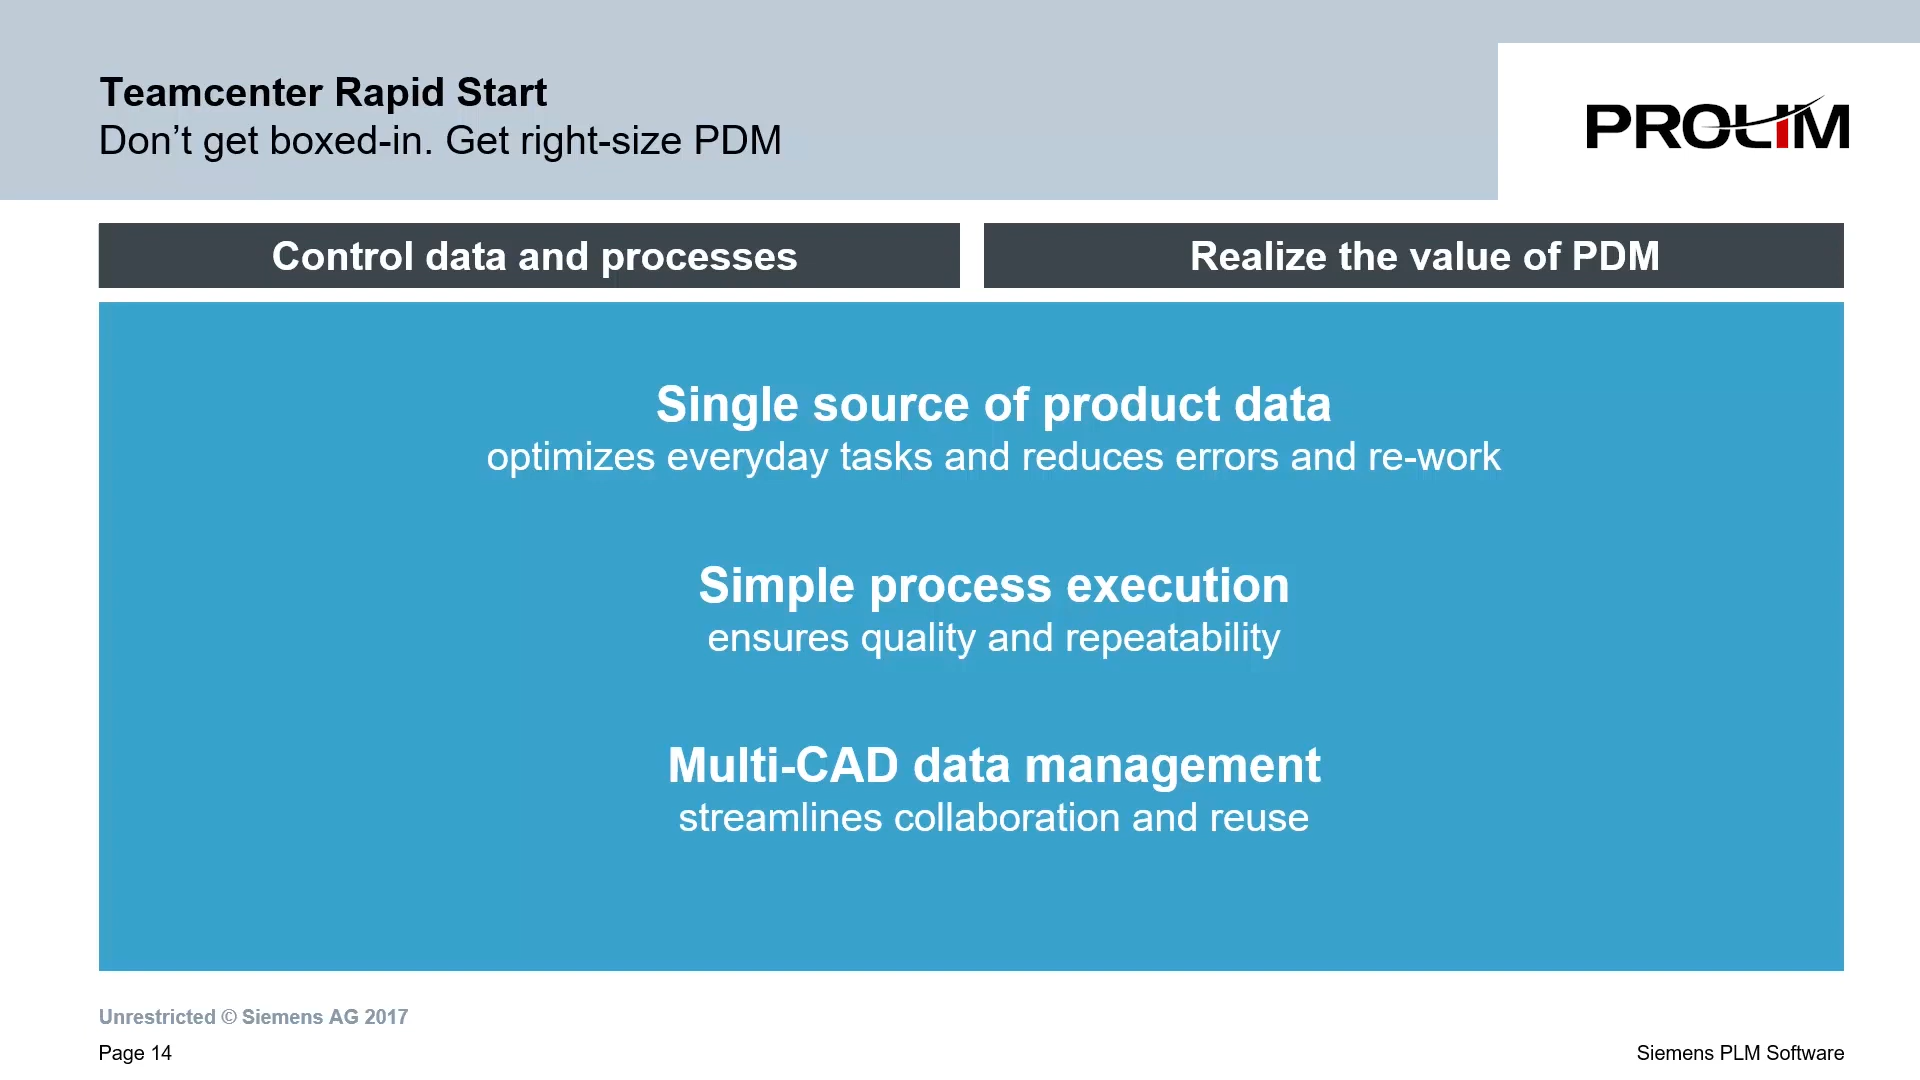 Teamcenter Rapid Start
Don’t get boxed-in. Get right-size PDM
PROLIM
Control data and processes
Realize the value of PDM
Single source of product data
optimizes everyday tasks and reduces errors and re-work
Simple process execution
ensures quality and repeatability
Multi-CAD data management
streamlines collaboration and reuse
Unrestricted © Siemens AG 2017
Page 14
Siemens PLM Software